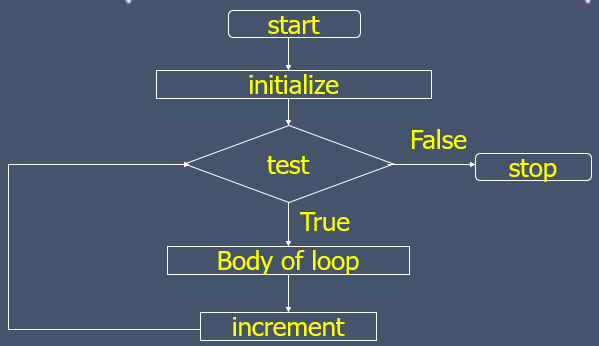 start
initialize
False
test
stop
True
Body of loop
increment